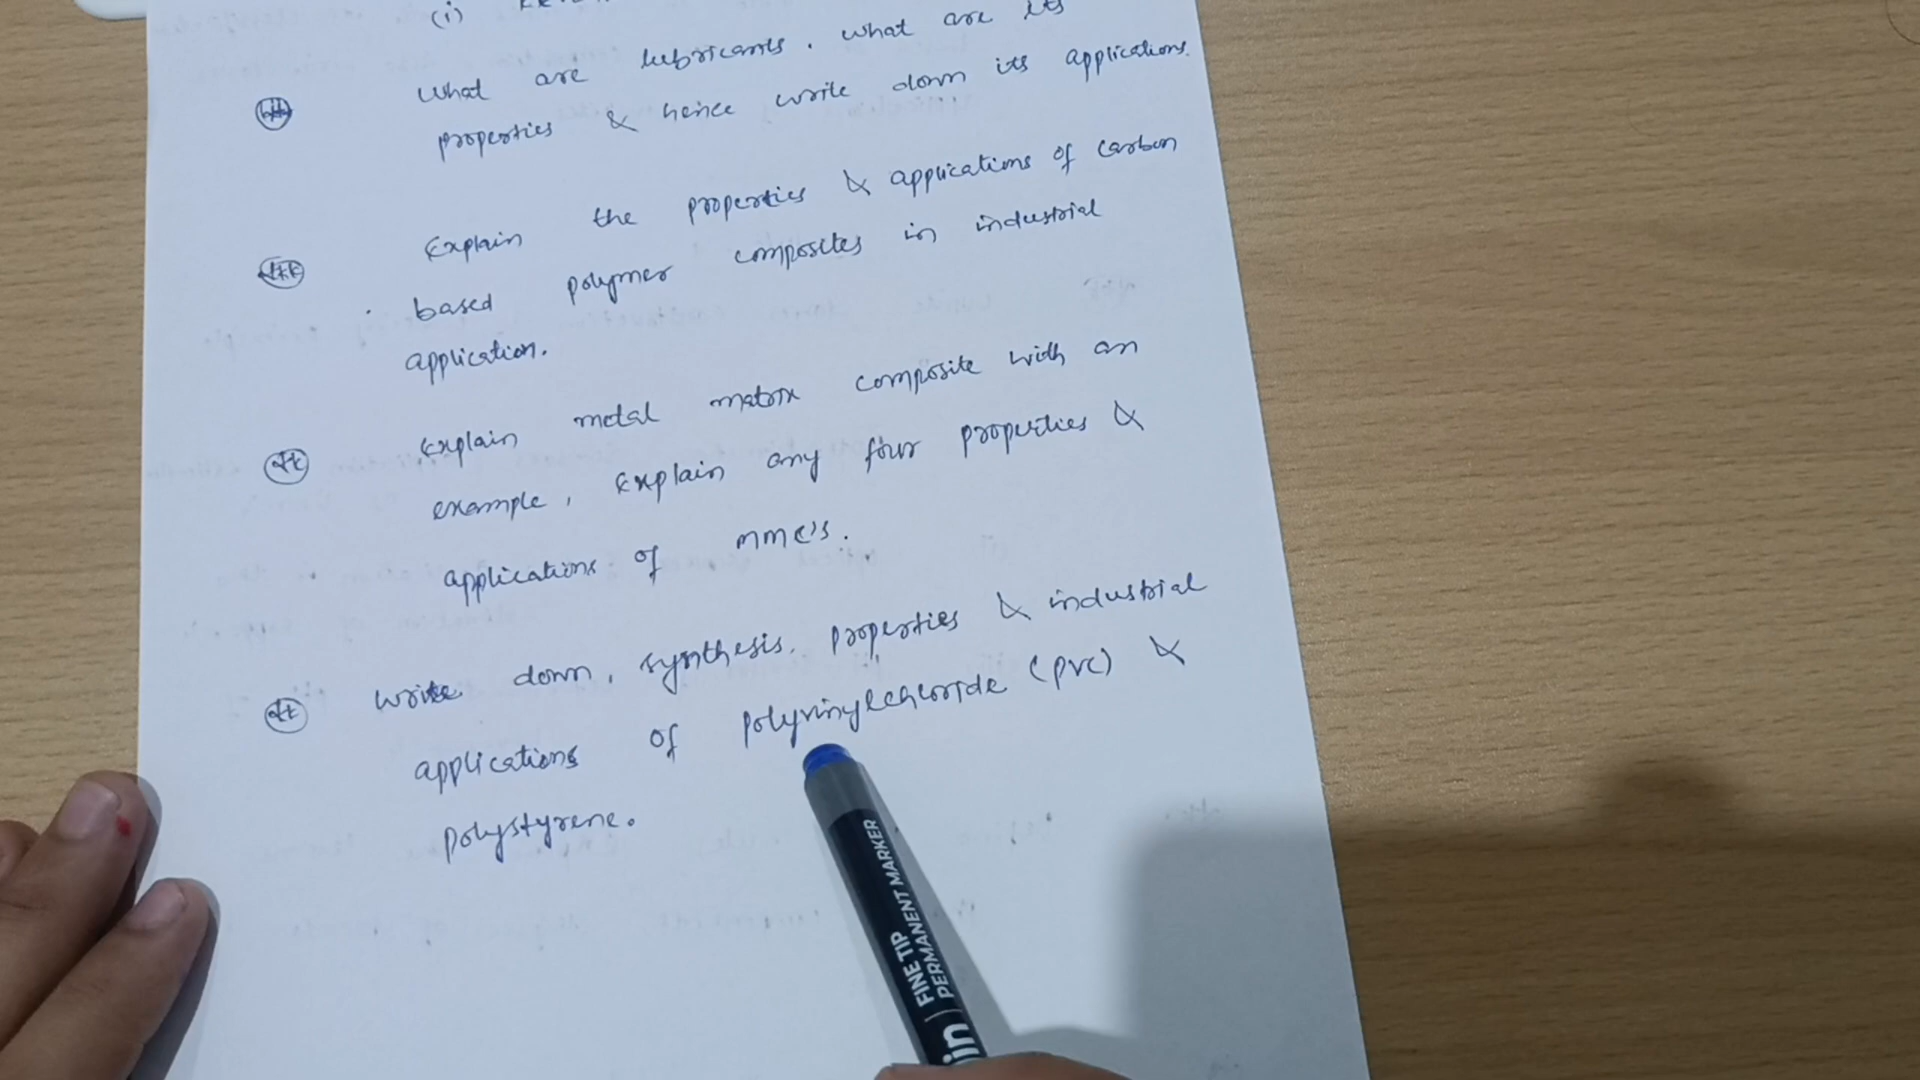 (i)
What are lubricants. What are its
properties & hence write down its applications.
Explain the properties & applications of carbon
based polymer composites in industrial
application.
Explain metal matrix composite with an
example, Explain any four properties &
applications of MMC's.
Write down, synthesis, properties & industrial
applications of polyvinylchloride (PVC) &
polystyrene.
FINE TIP
PERMANENT MARKER
in